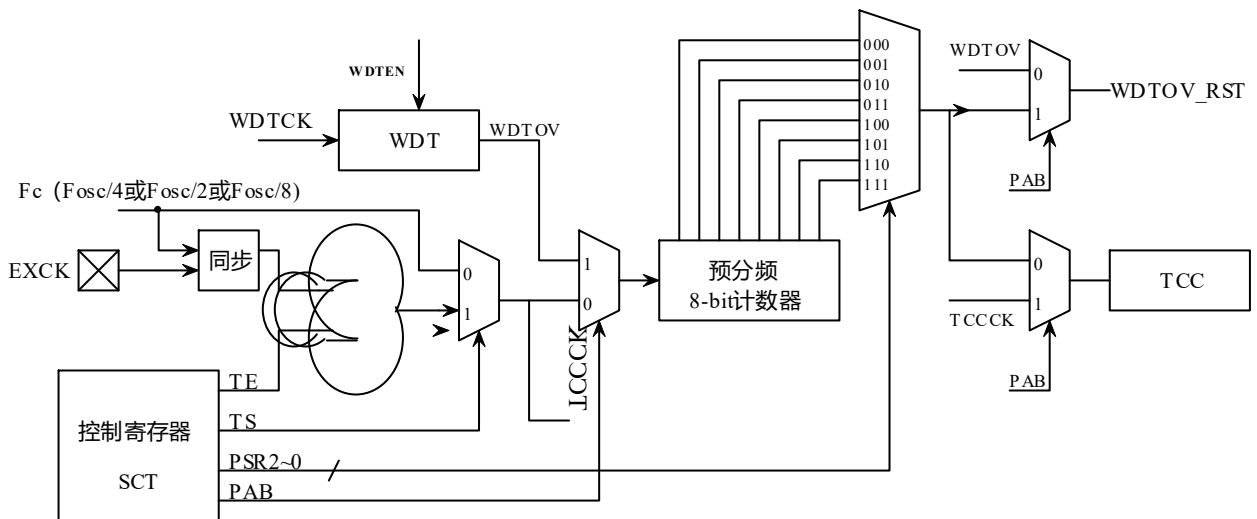 WDTEN
WDTCK
WDT
WDTOV
Fc（Fosc/4或Fosc/2或Fosc/8)
EXCK
同步
0
1
1
0
TCCCK
预分频
8-bit计数器
000
001
010
011
100
101
110
111
WDTOV
0
1
WDTOV_RST
PAB
0
1
TCCCK
TCC
PAB
控制寄存器
SCT
TE
TS
PSR2~0
PAB